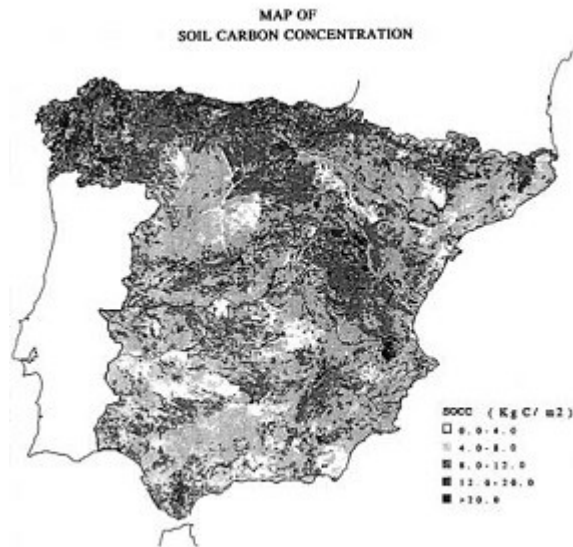 MAP OF
SOIL CARBON CONCENTRATION
SOCC ( Kg C/ m2)
0.0-4.0
4.0-8.0
8.0-12.0
12.0-20.0
>20.0